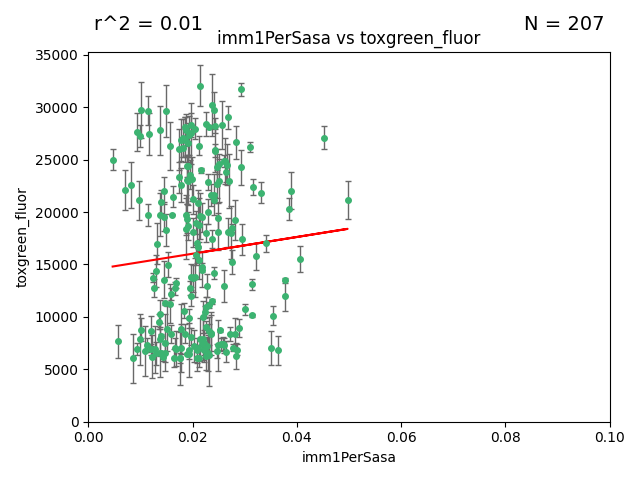 r^2 = 0.01
N = 207
imm1PerSasa vs toxgreen_fluor
35000
30000
25000
20000
15000
10000
5000
0
toxgreen_fluor
0.00
0.02
0.04
0.06
0.08
0.10
imm1PerSasa